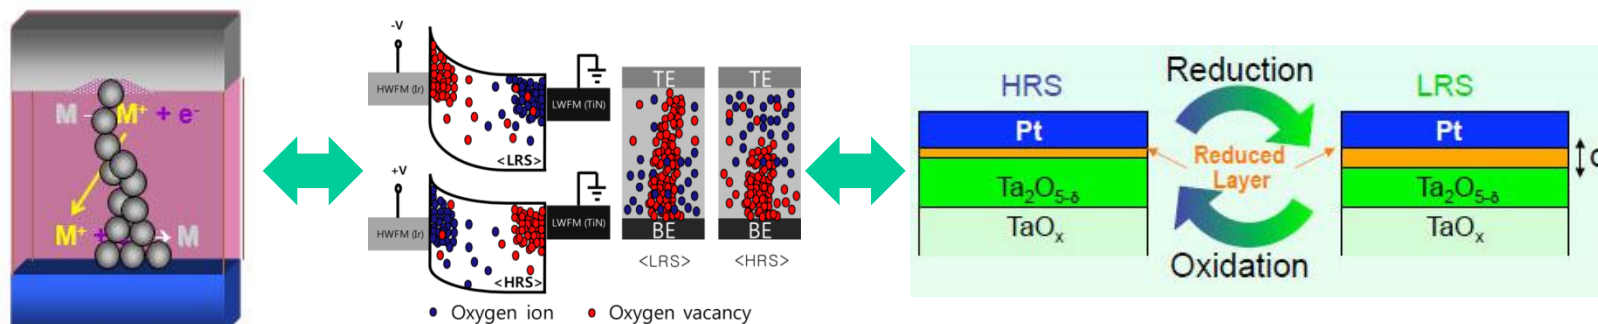 M
M⁺ + e⁻
M⁺ +
M
-V
HWFM (Ir)
LWFM (TiN)
<LRS>
+V
HWFM (Ir)
LWFM (TiN)
<HRS>
Oxygen ion
Oxygen vacancy
TE
BE
<LRS>
TE
BE
<HRS>
HRS
Pt
Ta₂O₅₋δ
TaOₓ
Reduction
Reduced
Layer
Oxidation
LRS
Pt
Ta₂O₅₋δ
TaOₓ